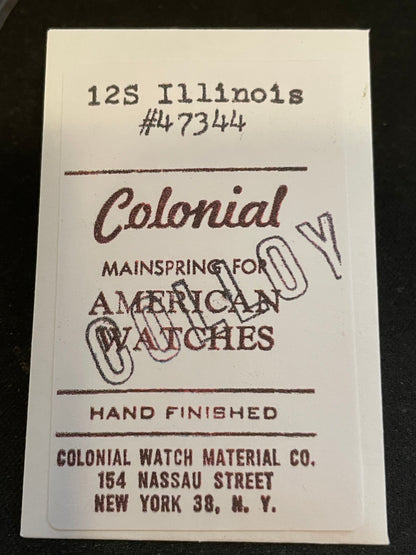 12S Illinois
#47344
Colonial
MAINSPRING FOR
AMERICAN
WATCHES
CULLOY
HAND FINISHED
COLONIAL WATCH MATERIAL CO.
154 NASSAU STREET
NEW YORK 38, N. Y.